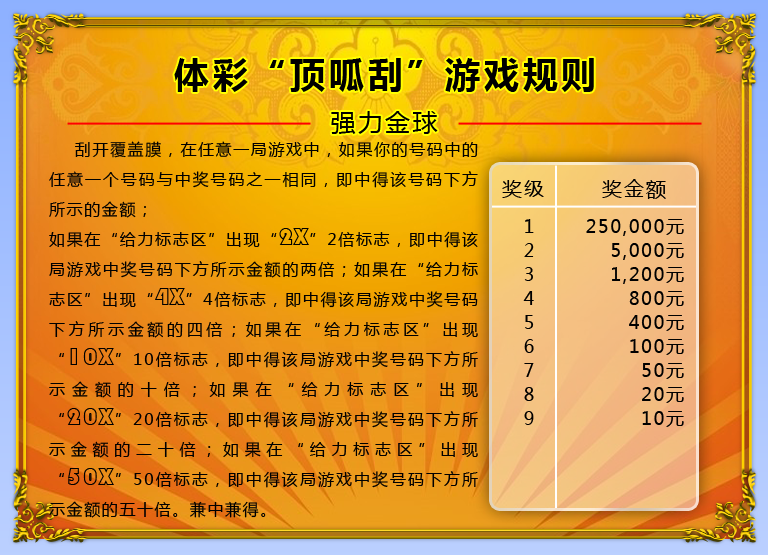 体彩“顶呱刮”游戏规则
强力金球
刮开覆盖膜，在任意一局游戏中，如果你的号码中的
任意一个号码与中奖号码之一相同，即中得该号码下方
所示的金额；
如果在“给力标志区”出现“2X”2倍标志，即中得该
局游戏中奖号码下方所示金额的两倍；如果在“给力标
志区”出现“4X”4倍标志，即中得该局游戏中奖号码
下方所示金额的四倍；如果在“给力标志区”出现
“10X”10倍标志，即中得该局游戏中奖号码下方所
示金额的十倍；如果在“给力标志区”出现
“20X”20倍标志，即中得该局游戏中奖号码下方所
示金额的二十倍；如果在“给力标志区”出现
“50X”50倍标志，即中得该局游戏中奖号码下方所
示金额的五十倍。兼中兼得。
奖级 奖金额
1 250,000元
2 5,000元
3 1,200元
4 800元
5 400元
6 100元
7 50元
8 20元
9 10元